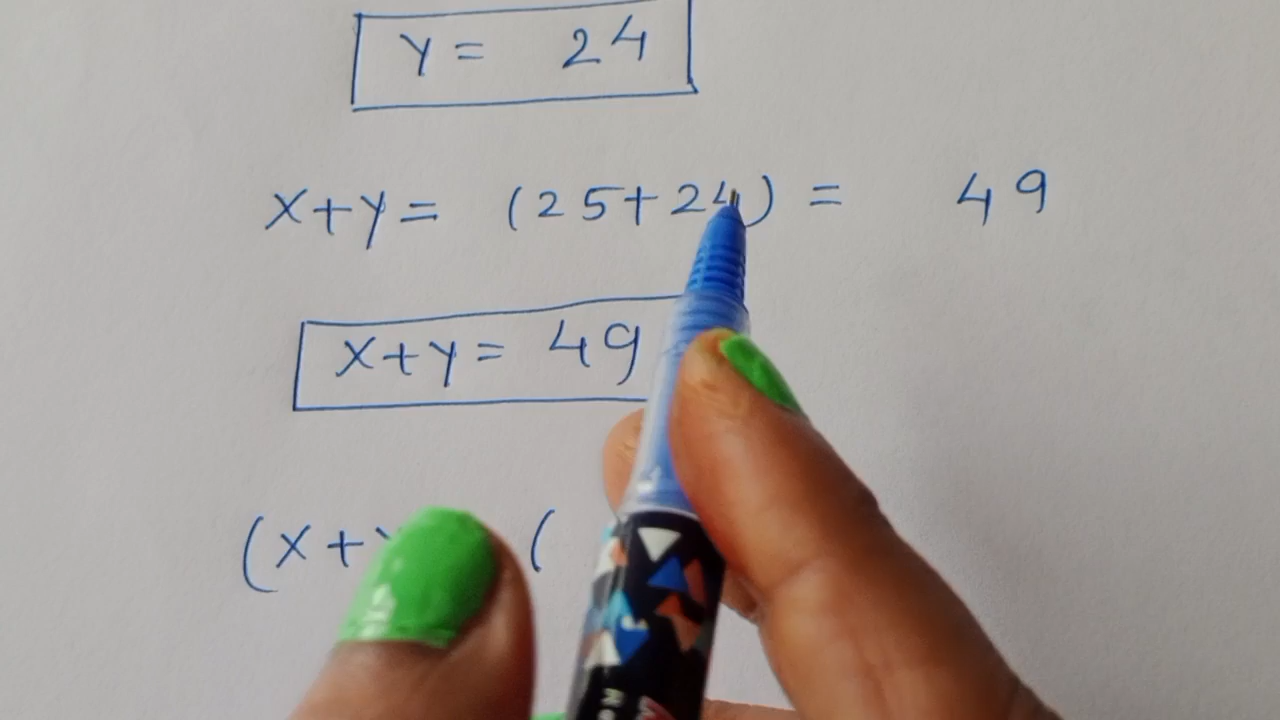 y = 24
x+y = (25+24) = 49
x+y = 49
(x+ (